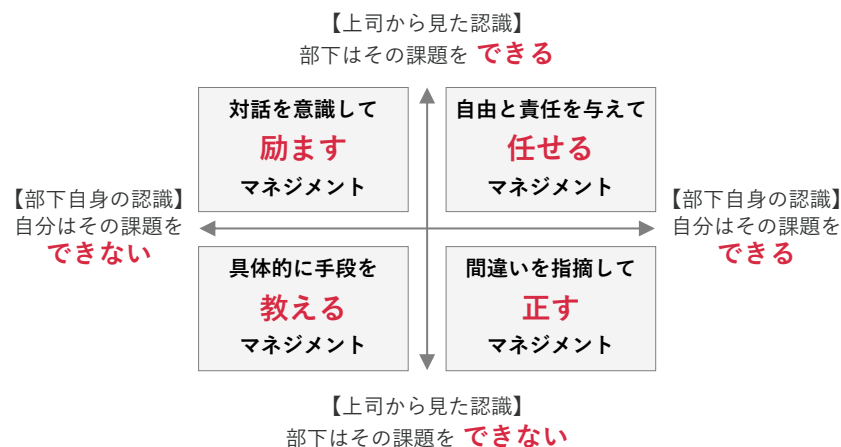 【上司から見た認識】
部下はその課題を できる
対話を意識して
励ます
マネジメント
自由と責任を与えて
任せる
マネジメント
【部下自身の認識】
自分はその課題を
できない
【部下自身の認識】
自分はその課題を
できる
具体的に手段を
教える
マネジメント
間違いを指摘して
正す
マネジメント
【上司から見た認識】
部下はその課題を できない